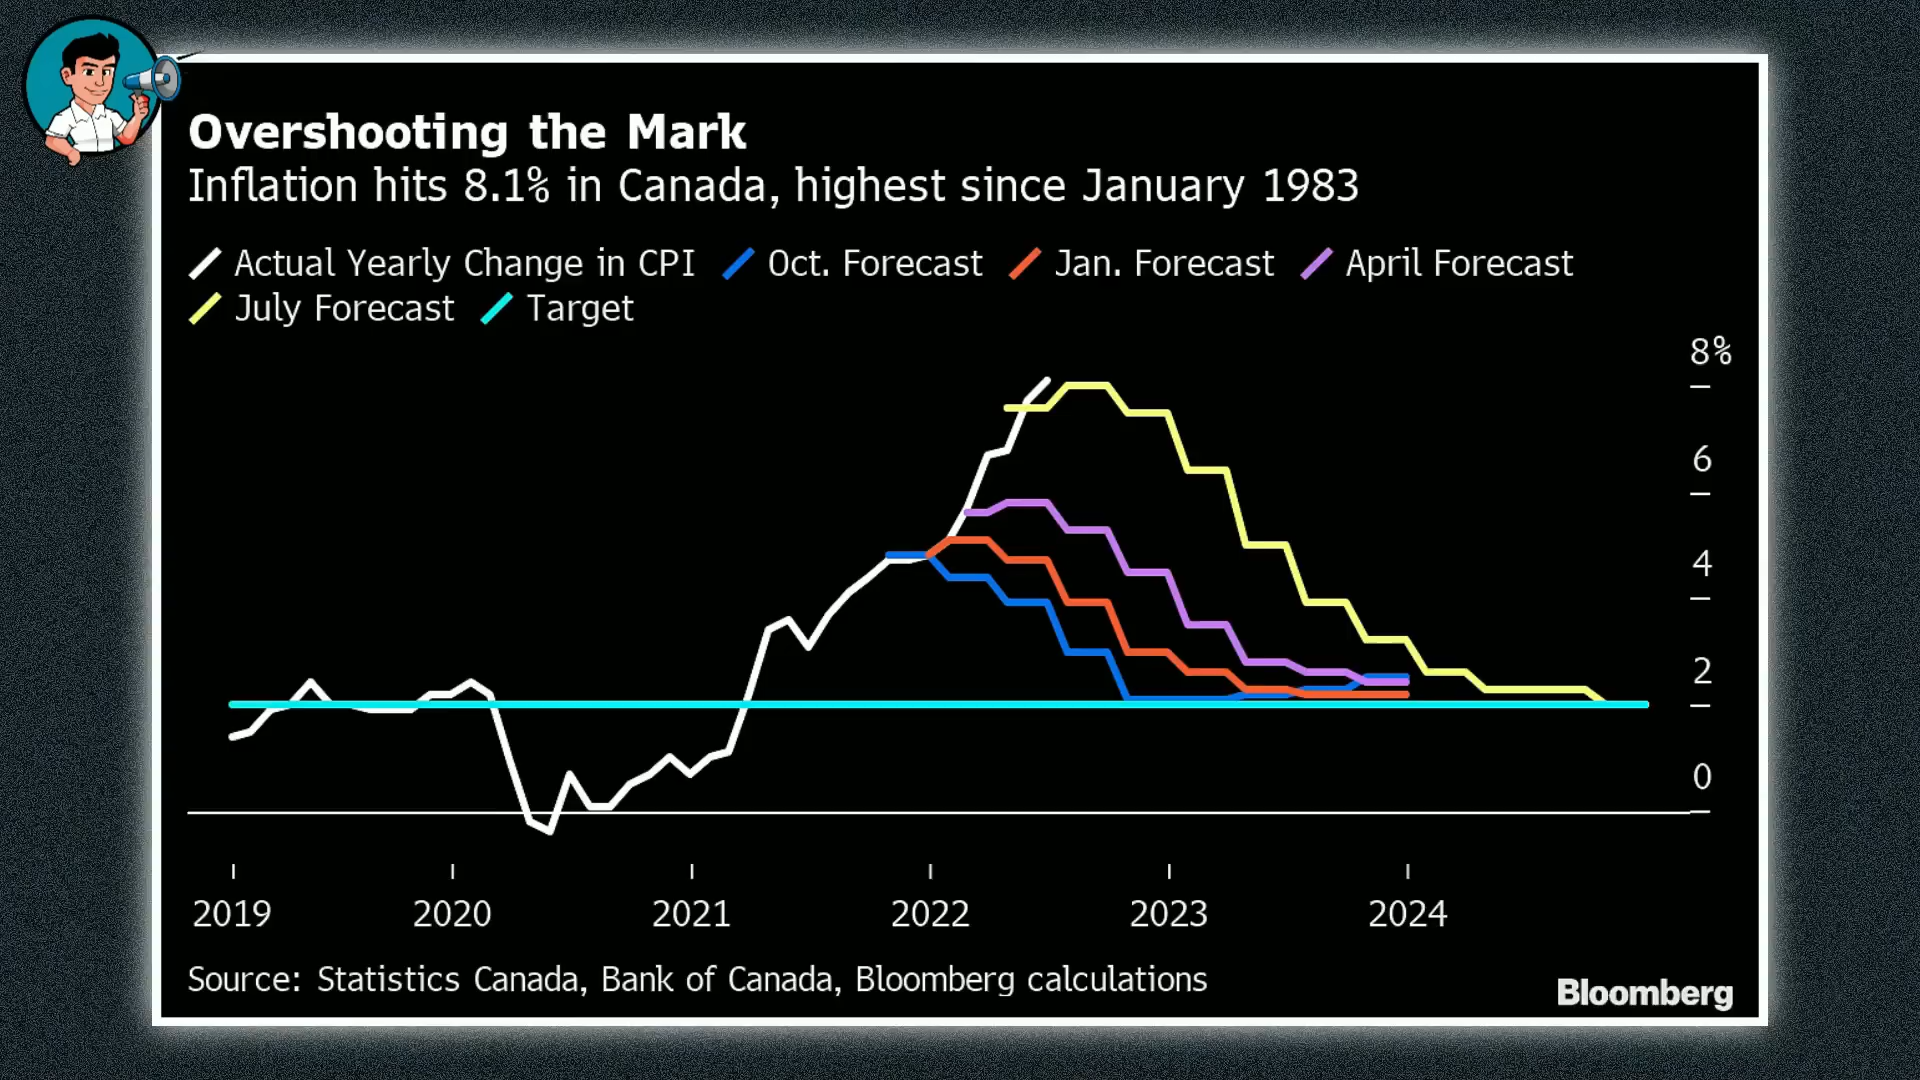 Overshooting the Mark
Inflation hits 8.1% in Canada, highest since January 1983
Actual Yearly Change in CPI Oct. Forecast Jan. Forecast April Forecast
July Forecast Target
8%
6
4
2
0
2019 2020 2021 2022 2023 2024
Source: Statistics Canada, Bank of Canada, Bloomberg calculations
Bloomberg